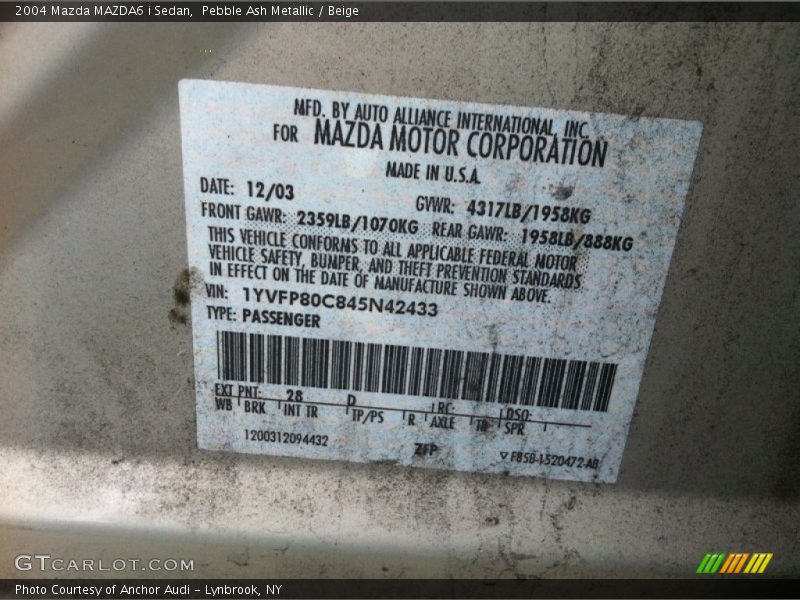 2004 Mazda MAZDA6 i Sedan, Pebble Ash Metallic / Beige
MFD. BY AUTO ALLIANCE INTERNATIONAL, INC.
FOR MAZDA MOTOR CORPORATION
MADE IN U.S.A.
DATE: 12/03 GVWR: 4317LB/1958KG
FRONT GAWR: 2359LB/1070KG REAR GAWR: 1958LB/888KG
THIS VEHICLE CONFORMS TO ALL APPLICABLE FEDERAL MOTOR
VEHICLE SAFETY, BUMPER, AND THEFT PREVENTION STANDARDS
IN EFFECT ON THE DATE OF MANUFACTURE SHOWN ABOVE.
VIN: 1YVFP80C845N42433
TYPE: PASSENGER
EXT PNT: 28 D RC: DSO:
WB BRK INT TR TP/PS R AXLE TR SPR
1200312094432 ZFP F85B-1520472-AB
GTCARLOT.COM
Photo Courtesy of Anchor Audi - Lynbrook, NY